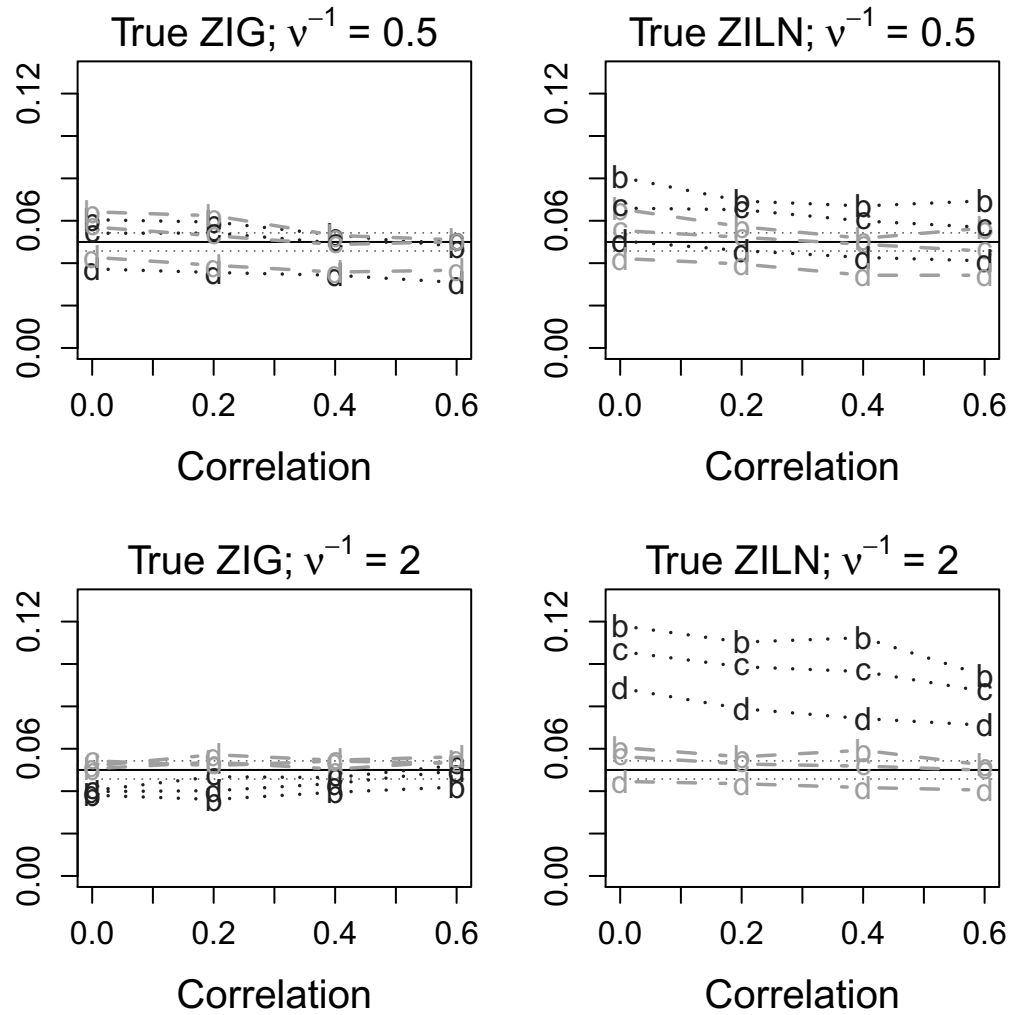 True ZIG; ν⁻¹ = 0.5
0.12
0.06
0.00
b b b b
c c c c
d d d d
0.0 0.2 0.4 0.6
Correlation
True ZILN; ν⁻¹ = 0.5
0.12
0.06
0.00
b b b b
c c c c
d d d d
0.0 0.2 0.4 0.6
Correlation
True ZIG; ν⁻¹ = 2
0.12
0.06
0.00
0.0 0.2 0.4 0.6
Correlation
True ZILN; ν⁻¹ = 2
0.12
0.06
0.00
b b b b
c c c c
d d d d
b b b b
c c c c
d d d d
0.0 0.2 0.4 0.6
Correlation